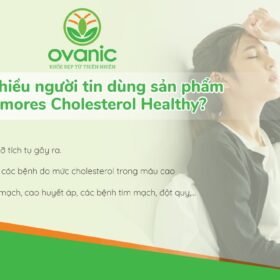 ovanic
KHỎE ĐẸP TỪ THIÊN NHIÊN
hiều người tin dùng sản phẩm
mores Cholesterol Healthy?
ỡ tích tụ gây ra.
các bệnh do mức cholesterol trong máu cao
mạch, cao huyết áp, các bệnh tim mạch, đột quỵ,...